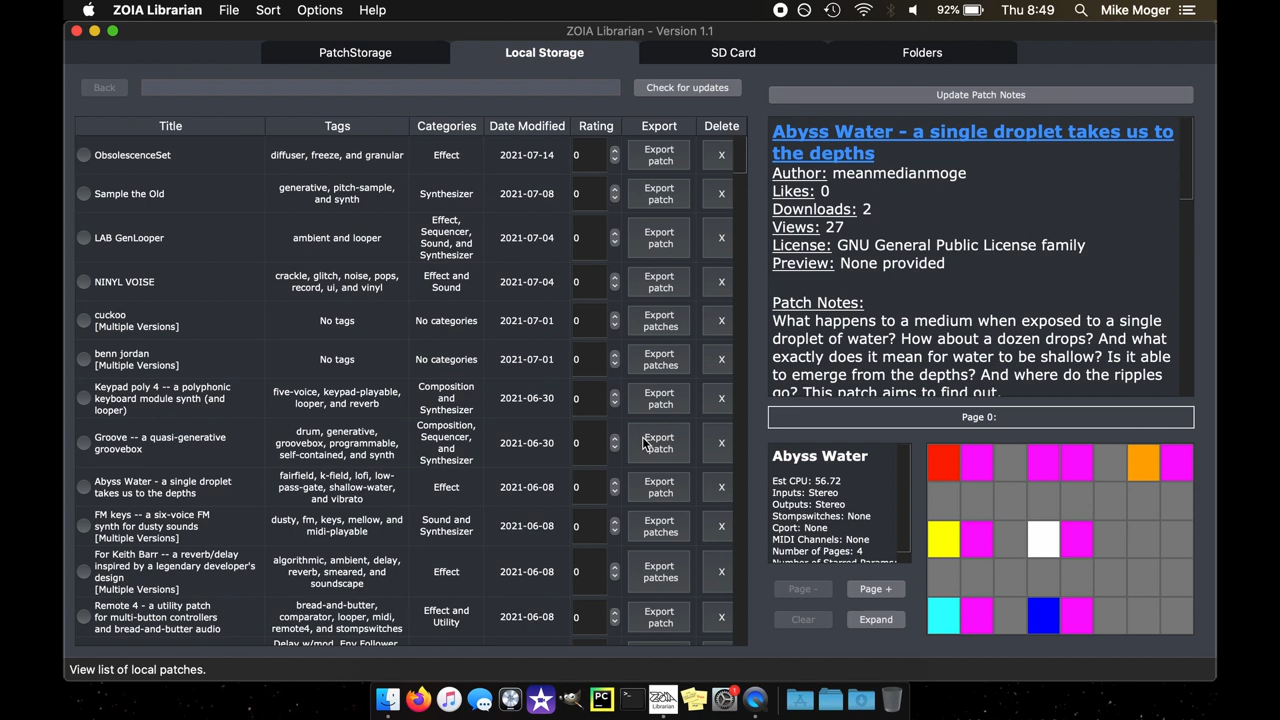 ZOIA Librarian File Sort Options Help 92% Thu 8:49 Mike Moger
ZOIA Librarian - Version 1.1
PatchStorage Local Storage SD Card Folders
Back Check for updates
Title Tags Categories Date Modified Rating Export Delete
ObsolescenceSet diffuser, freeze, and granular Effect 2021-07-14 0 Export
patch X
Sample the Old generative, pitch-sample,
and synth Synthesizer 2021-07-08 0 Export
patch X
LAB GenLooper ambient and looper Effect,
Sequencer,
Sound, and
Synthesizer 2021-07-04 0 Export
patch X
NINYL VOISE crackle, glitch, noise, pops,
record, ui, and vinyl Effect and
Sound 2021-07-04 0 Export
patch X
cuckoo
[Multiple Versions] No tags No categories 2021-07-01 0 Export
patches X
benn jordan
[Multiple Versions] No tags No categories 2021-07-01 0 Export
patches X
Keypad poly 4 -- a polyphonic
keyboard module synth (and
looper) five-voice, keypad-playable,
looper, and reverb Composition
and
Synthesizer 2021-06-30 0 Export
patch X
Groove -- a quasi-generative
groovebox drum, generative,
groovebox, programmable,
self-contained, and synth Composition,
Sequencer,
and
Synthesizer 2021-06-30 0 Export
patch X
Abyss Water - a single droplet
takes us to the depths fairfield, k-field, lofi, low-
pass-gate, shallow-water,
and vibrato Effect 2021-06-08 0 Export
patch X
FM keys -- a six-voice FM
synth for dusty sounds
[Multiple Versions] dusty, fm, keys, mellow, and
midi-playable Sound and
Synthesizer 2021-06-08 0 Export
patches X
For Keith Barr -- a reverb/delay
inspired by a legendary developer's
design
[Multiple Versions] algorithmic, ambient, delay,
reverb, smeared, and
soundscape Effect 2021-06-08 0 Export
patches X
Remote 4 - a utility patch
for multi-button controllers
and bread-and-butter audio bread-and-butter,
comparator, looper, midi,
remote4, and stompswitches Effect and
Utility 2021-06-08 0 Export
patch X
Delay w/mod, Env Follower,
View list of local patches.
Update Patch Notes
Abyss Water - a single droplet takes us to
the depths
Author: meanmedianmoge
Likes: 0
Downloads: 2
Views: 27
License: GNU General Public License family
Preview: None provided
Patch Notes:
What happens to a medium when exposed to a single
droplet of water? How about a dozen drops? And what
exactly does it mean for water to be shallow? Is it able
to emerge from the depths? And where do the ripples
go? This patch aims to find out.
Page 0:
Abyss Water
Est CPU: 56.72
Inputs: Stereo
Outputs: Stereo
Stompswitches: None
Cport: None
MIDI Channels: None
Number of Pages: 4
Number of Starred Params:
Page - Page +
Clear Expand
PC
ZOIA
Librarian
1